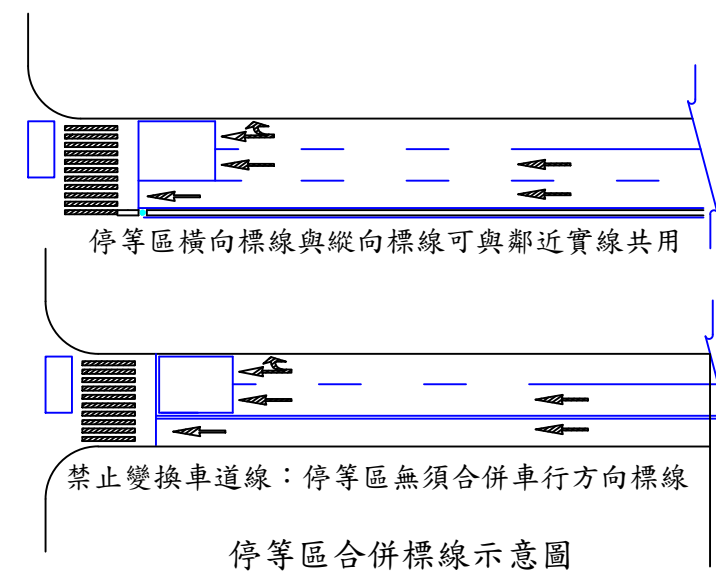 停等區橫向標線與縱向標線可與鄰近實線共用
禁止變換車道線：停等區無須合併車行方向標線
停等區合併標線示意圖